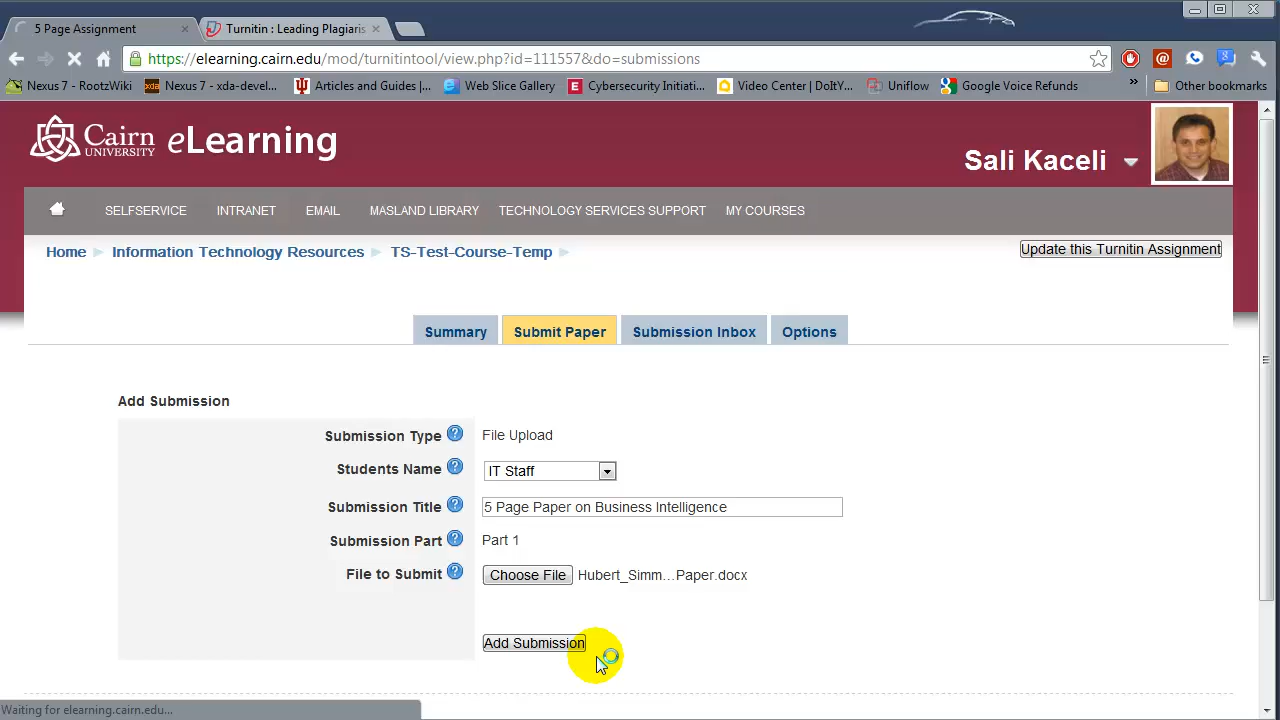 5 Page Assignment
Turnitin : Leading Plagiaris
https://elearning.cairn.edu/mod/turnitintool/view.php?id=111557&do=submissions
Nexus 7 - RootzWiki
Nexus 7 - xda-devel...
Articles and Guides |...
Web Slice Gallery
Cybersecurity Initiati...
Video Center | DoItY...
Uniflow
Google Voice Refunds
»
Other bookmarks
Cairn UNIVERSITY eLearning
Sali Kaceli
SELFSERVICE INTRANET EMAIL MASLAND LIBRARY TECHNOLOGY SERVICES SUPPORT MY COURSES
Home Information Technology Resources TS-Test-Course-Temp
Update this Turnitin Assignment
Summary Submit Paper Submission Inbox Options
Add Submission
Submission Type ? File Upload
Students Name ? IT Staff
Submission Title ? 5 Page Paper on Business Intelligence
Submission Part ? Part 1
File to Submit ? Choose File Hubert_Simm...Paper.docx
Add Submission
Waiting for elearning.cairn.edu...